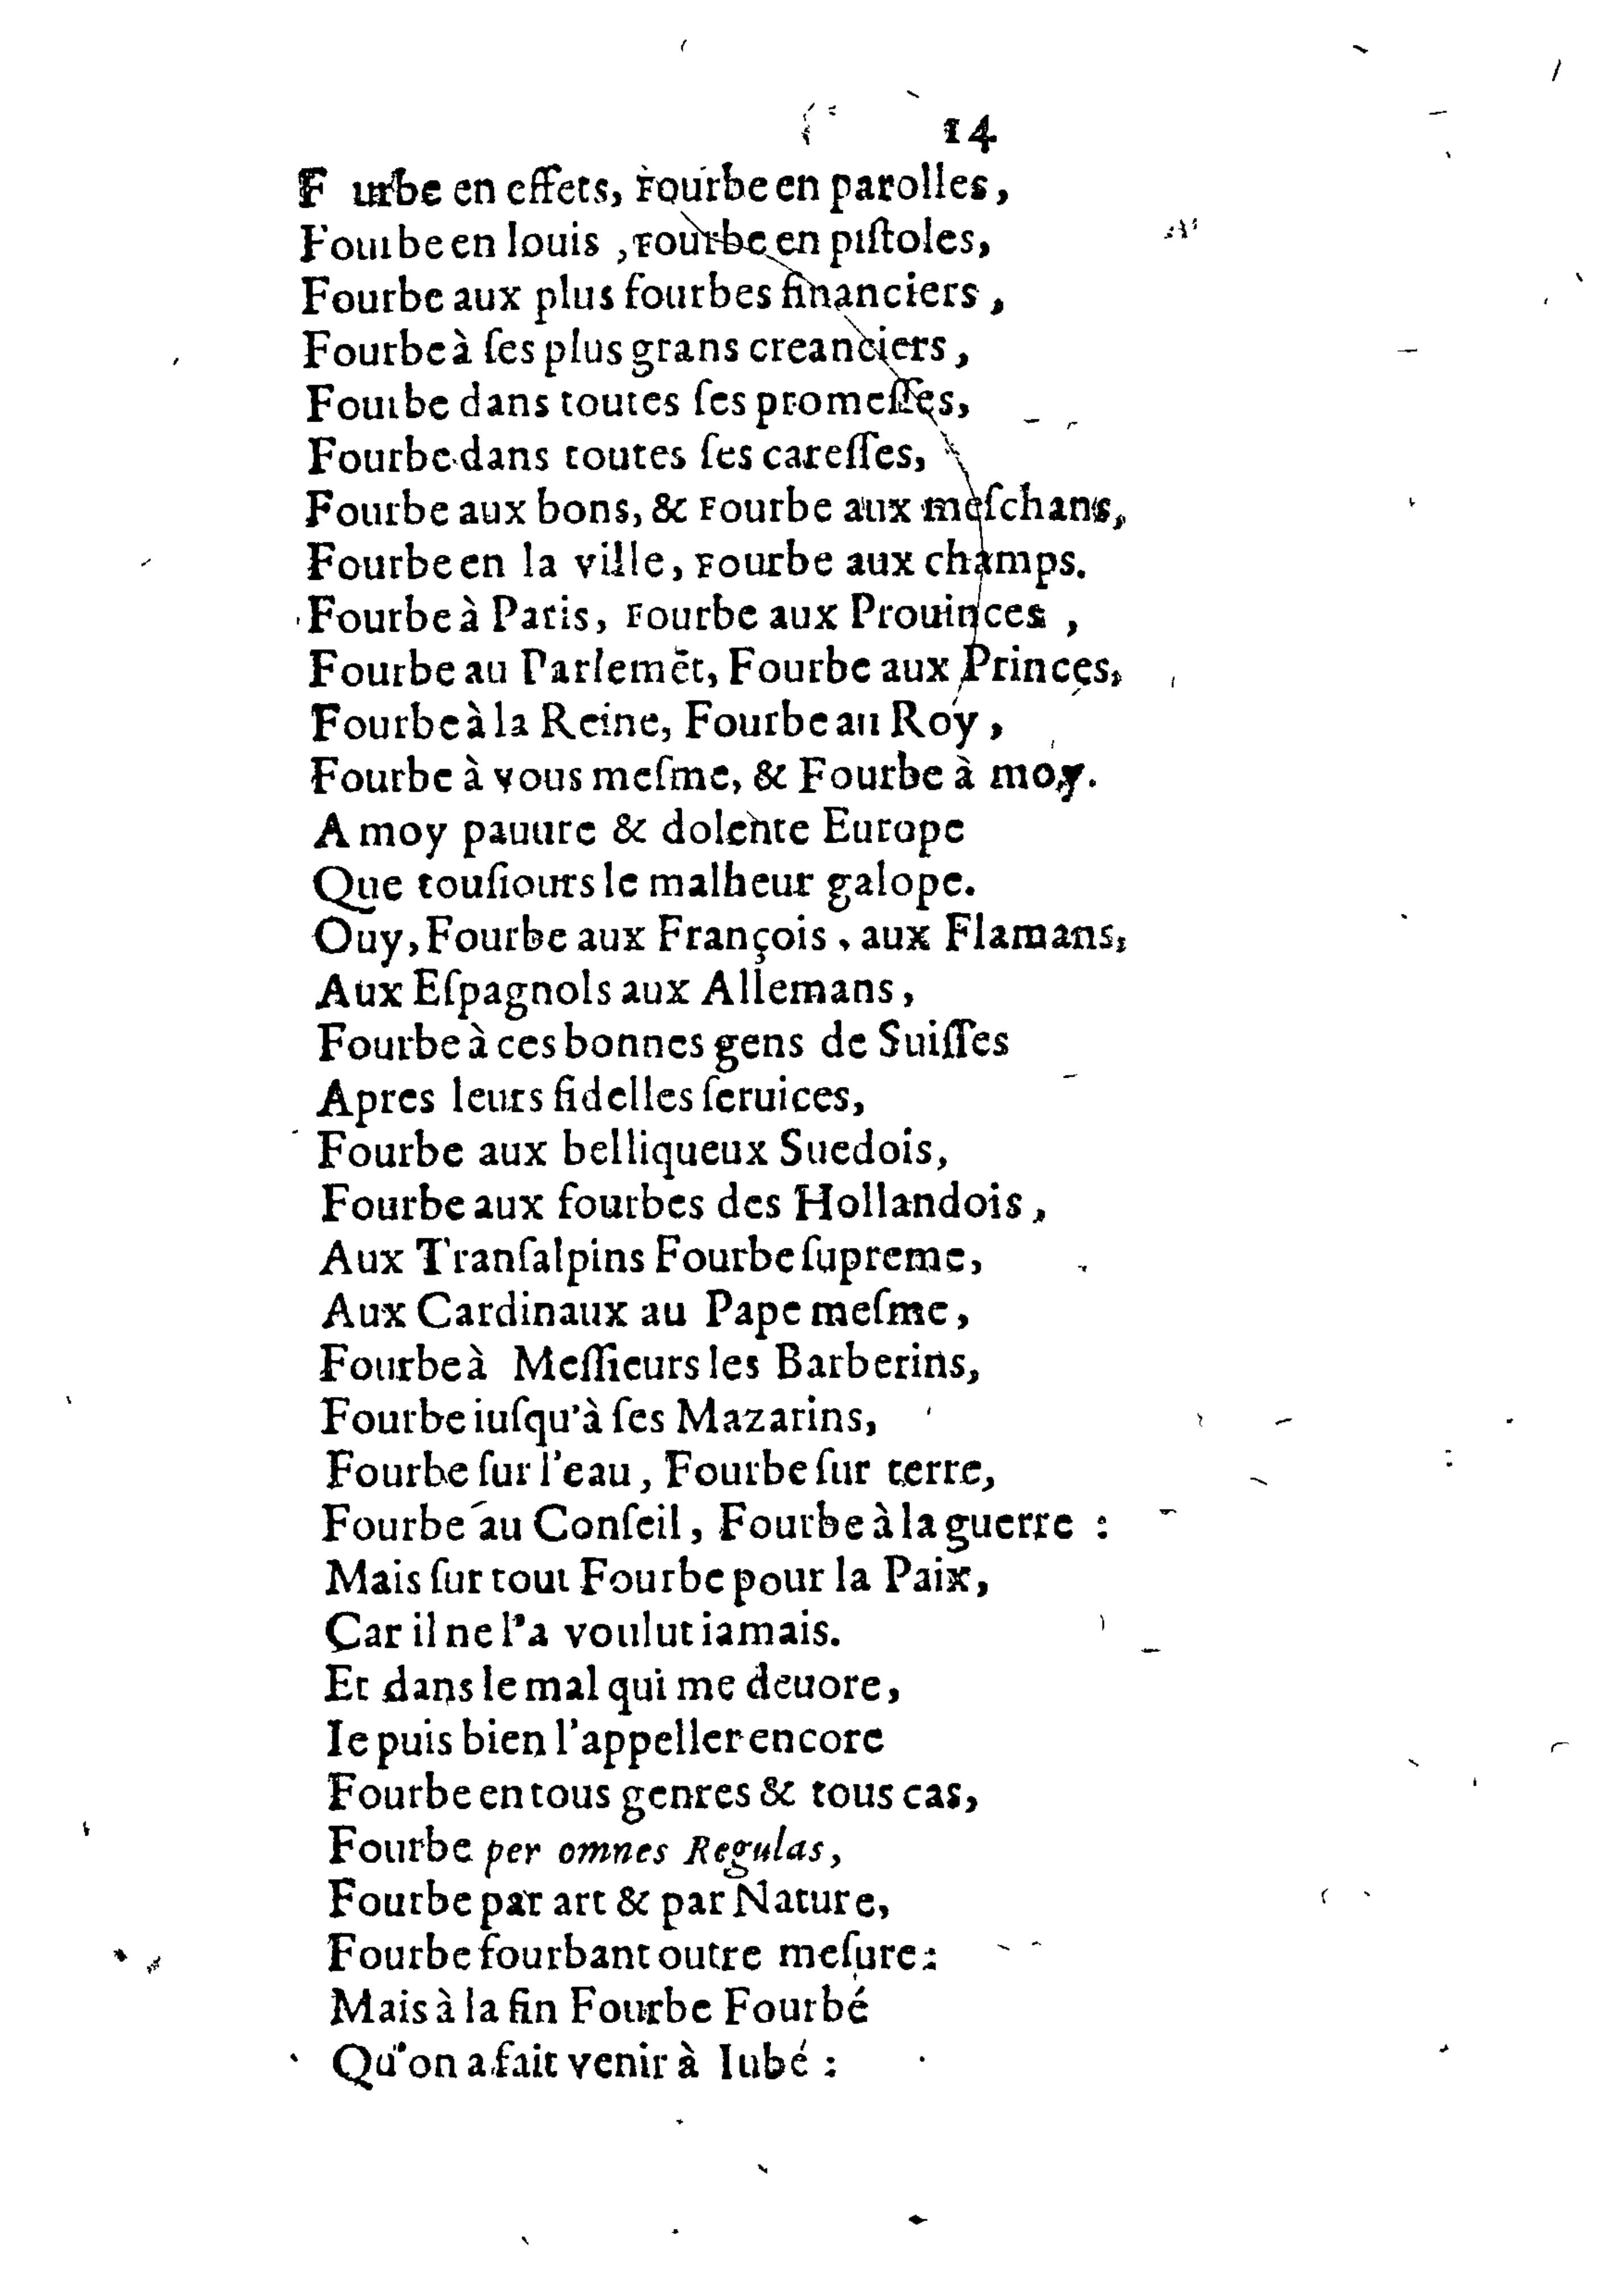 14
F urbe en effets, Fourbe en parolles,
Fourbe en louis, Fourbe en piſtoles,
Fourbe aux plus fourbes financiers,
Fourbe à ſes plus grans creanciers,
Fourbe dans toutes ſes promeſſes,
Fourbe dans toutes ſes careſſes,
Fourbe aux bons, & Fourbe aux meſchans,
Fourbe en la ville, Fourbe aux champs.
Fourbe à Paris, Fourbe aux Prouinces,
Fourbe au Parlemēt, Fourbe aux Princes,
Fourbe à la Reine, Fourbe au Roy,
Fourbe à vous meſme, & Fourbe à moy.
A moy pauure & dolente Europe
Que touſiours le malheur galope.
Ouy, Fourbe aux François, aux Flamans,
Aux Eſpagnols aux Allemans,
Fourbe à ces bonnes gens de Suiſſes
Apres leurs fidelles ſeruices,
Fourbe aux belliqueux Suedois,
Fourbe aux fourbes des Hollandois,
Aux Tranſalpins Fourbe ſupreme,
Aux Cardinaux au Pape meſme,
Fourbe à Meſſieurs les Barberins,
Fourbe iuſqu'à ſes Mazarins,
Fourbe ſur l'eau, Fourbe ſur terre,
Fourbe au Conſeil, Fourbe à la guerre :
Mais ſur tout Fourbe pour la Paix,
Car il ne l'a voulut iamais.
Et dans le mal qui me deuore,
Ie puis bien l'appeller encore
Fourbe en tous genres & tous cas,
Fourbe per omnes Regulas,
Fourbe par art & par Nature,
Fourbe fourbant outre meſure :
Mais à la fin Fourbe Fourbé
Qu'on a fait venir à Iubé :